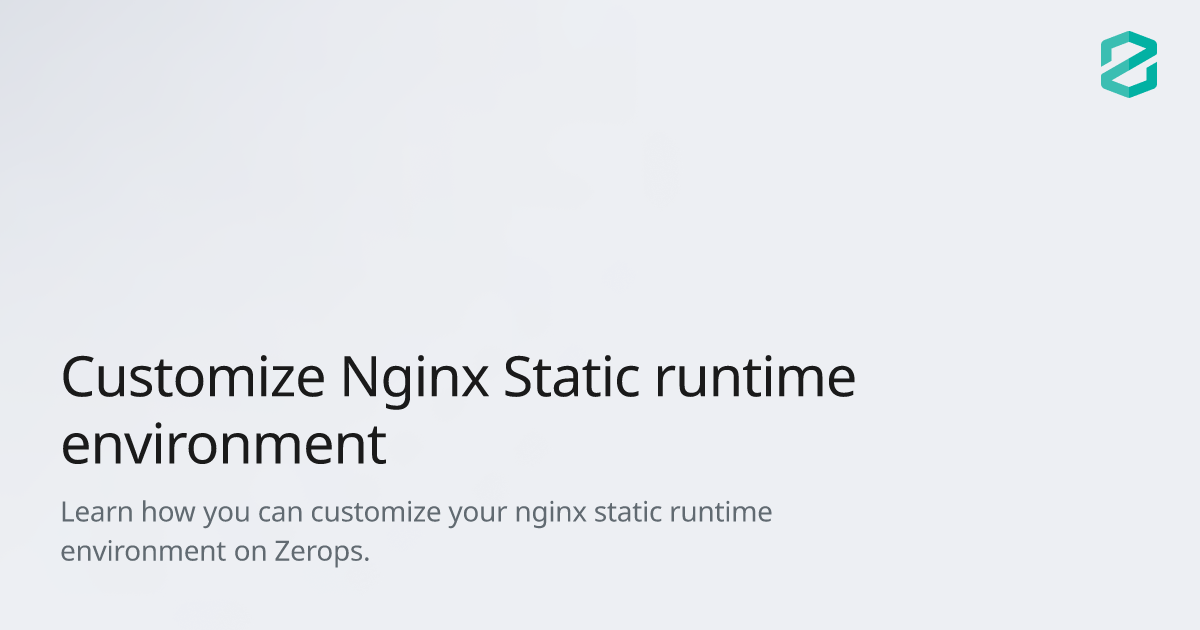 Customize Nginx Static runtime
environment
Learn how you can customize your nginx static runtime
environment on Zerops.